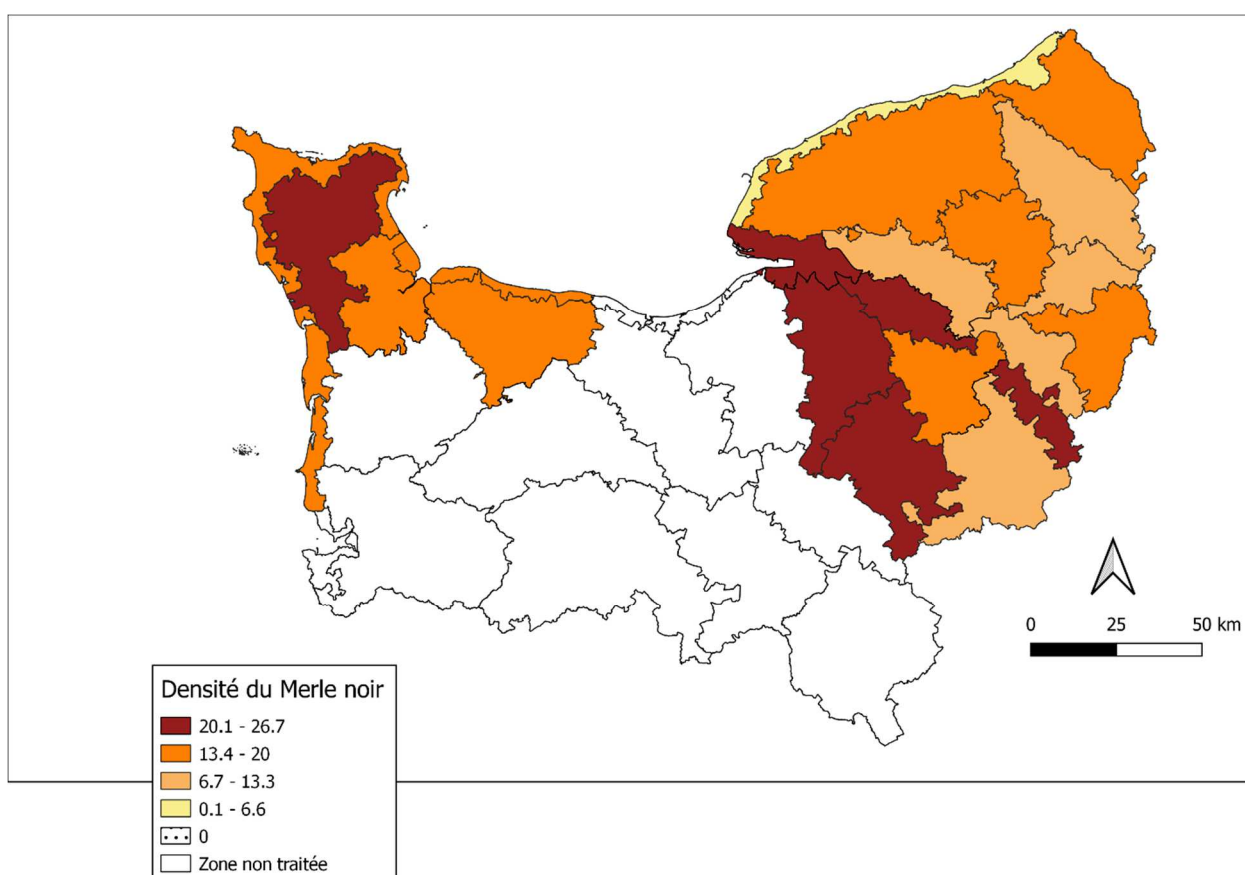 0 25 50 km
Densité du Merle noir
20.1 - 26.7
13.4 - 20
6.7 - 13.3
0.1 - 6.6
0
Zone non traitée